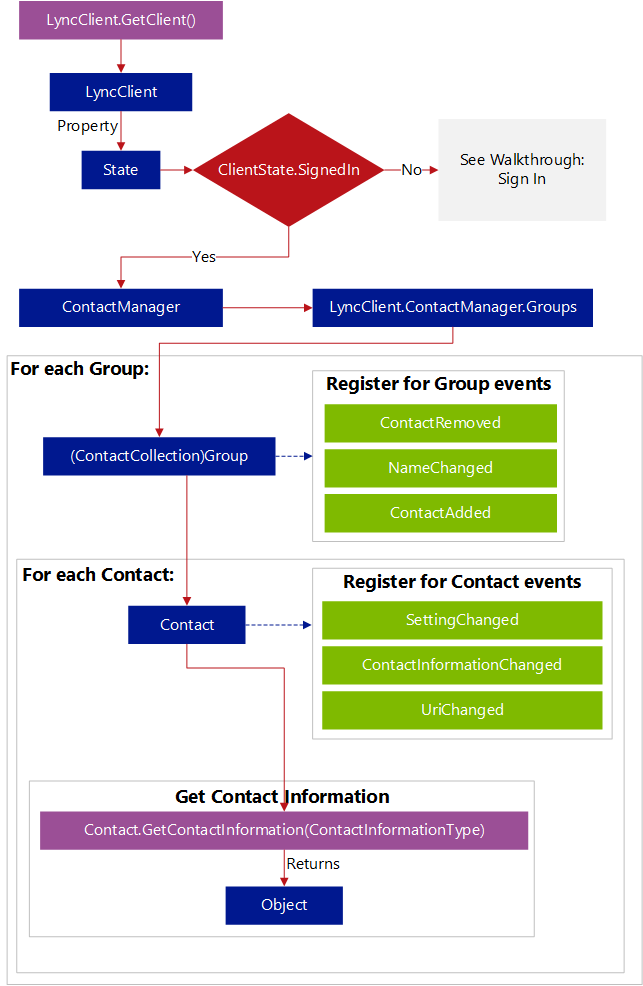 LyncClient.GetClient()
LyncClient
Property
State
ClientState.SignedIn
No
See Walkthrough:
Sign In
Yes
ContactManager
LyncClient.ContactManager.Groups
For each Group:
Register for Group events
ContactRemoved
(ContactCollection)Group
NameChanged
ContactAdded
For each Contact:
Register for Contact events
SettingChanged
Contact
ContactInformationChanged
UriChanged
Get Contact Information
Contact.GetContactInformation(ContactInformationType)
Returns
Object